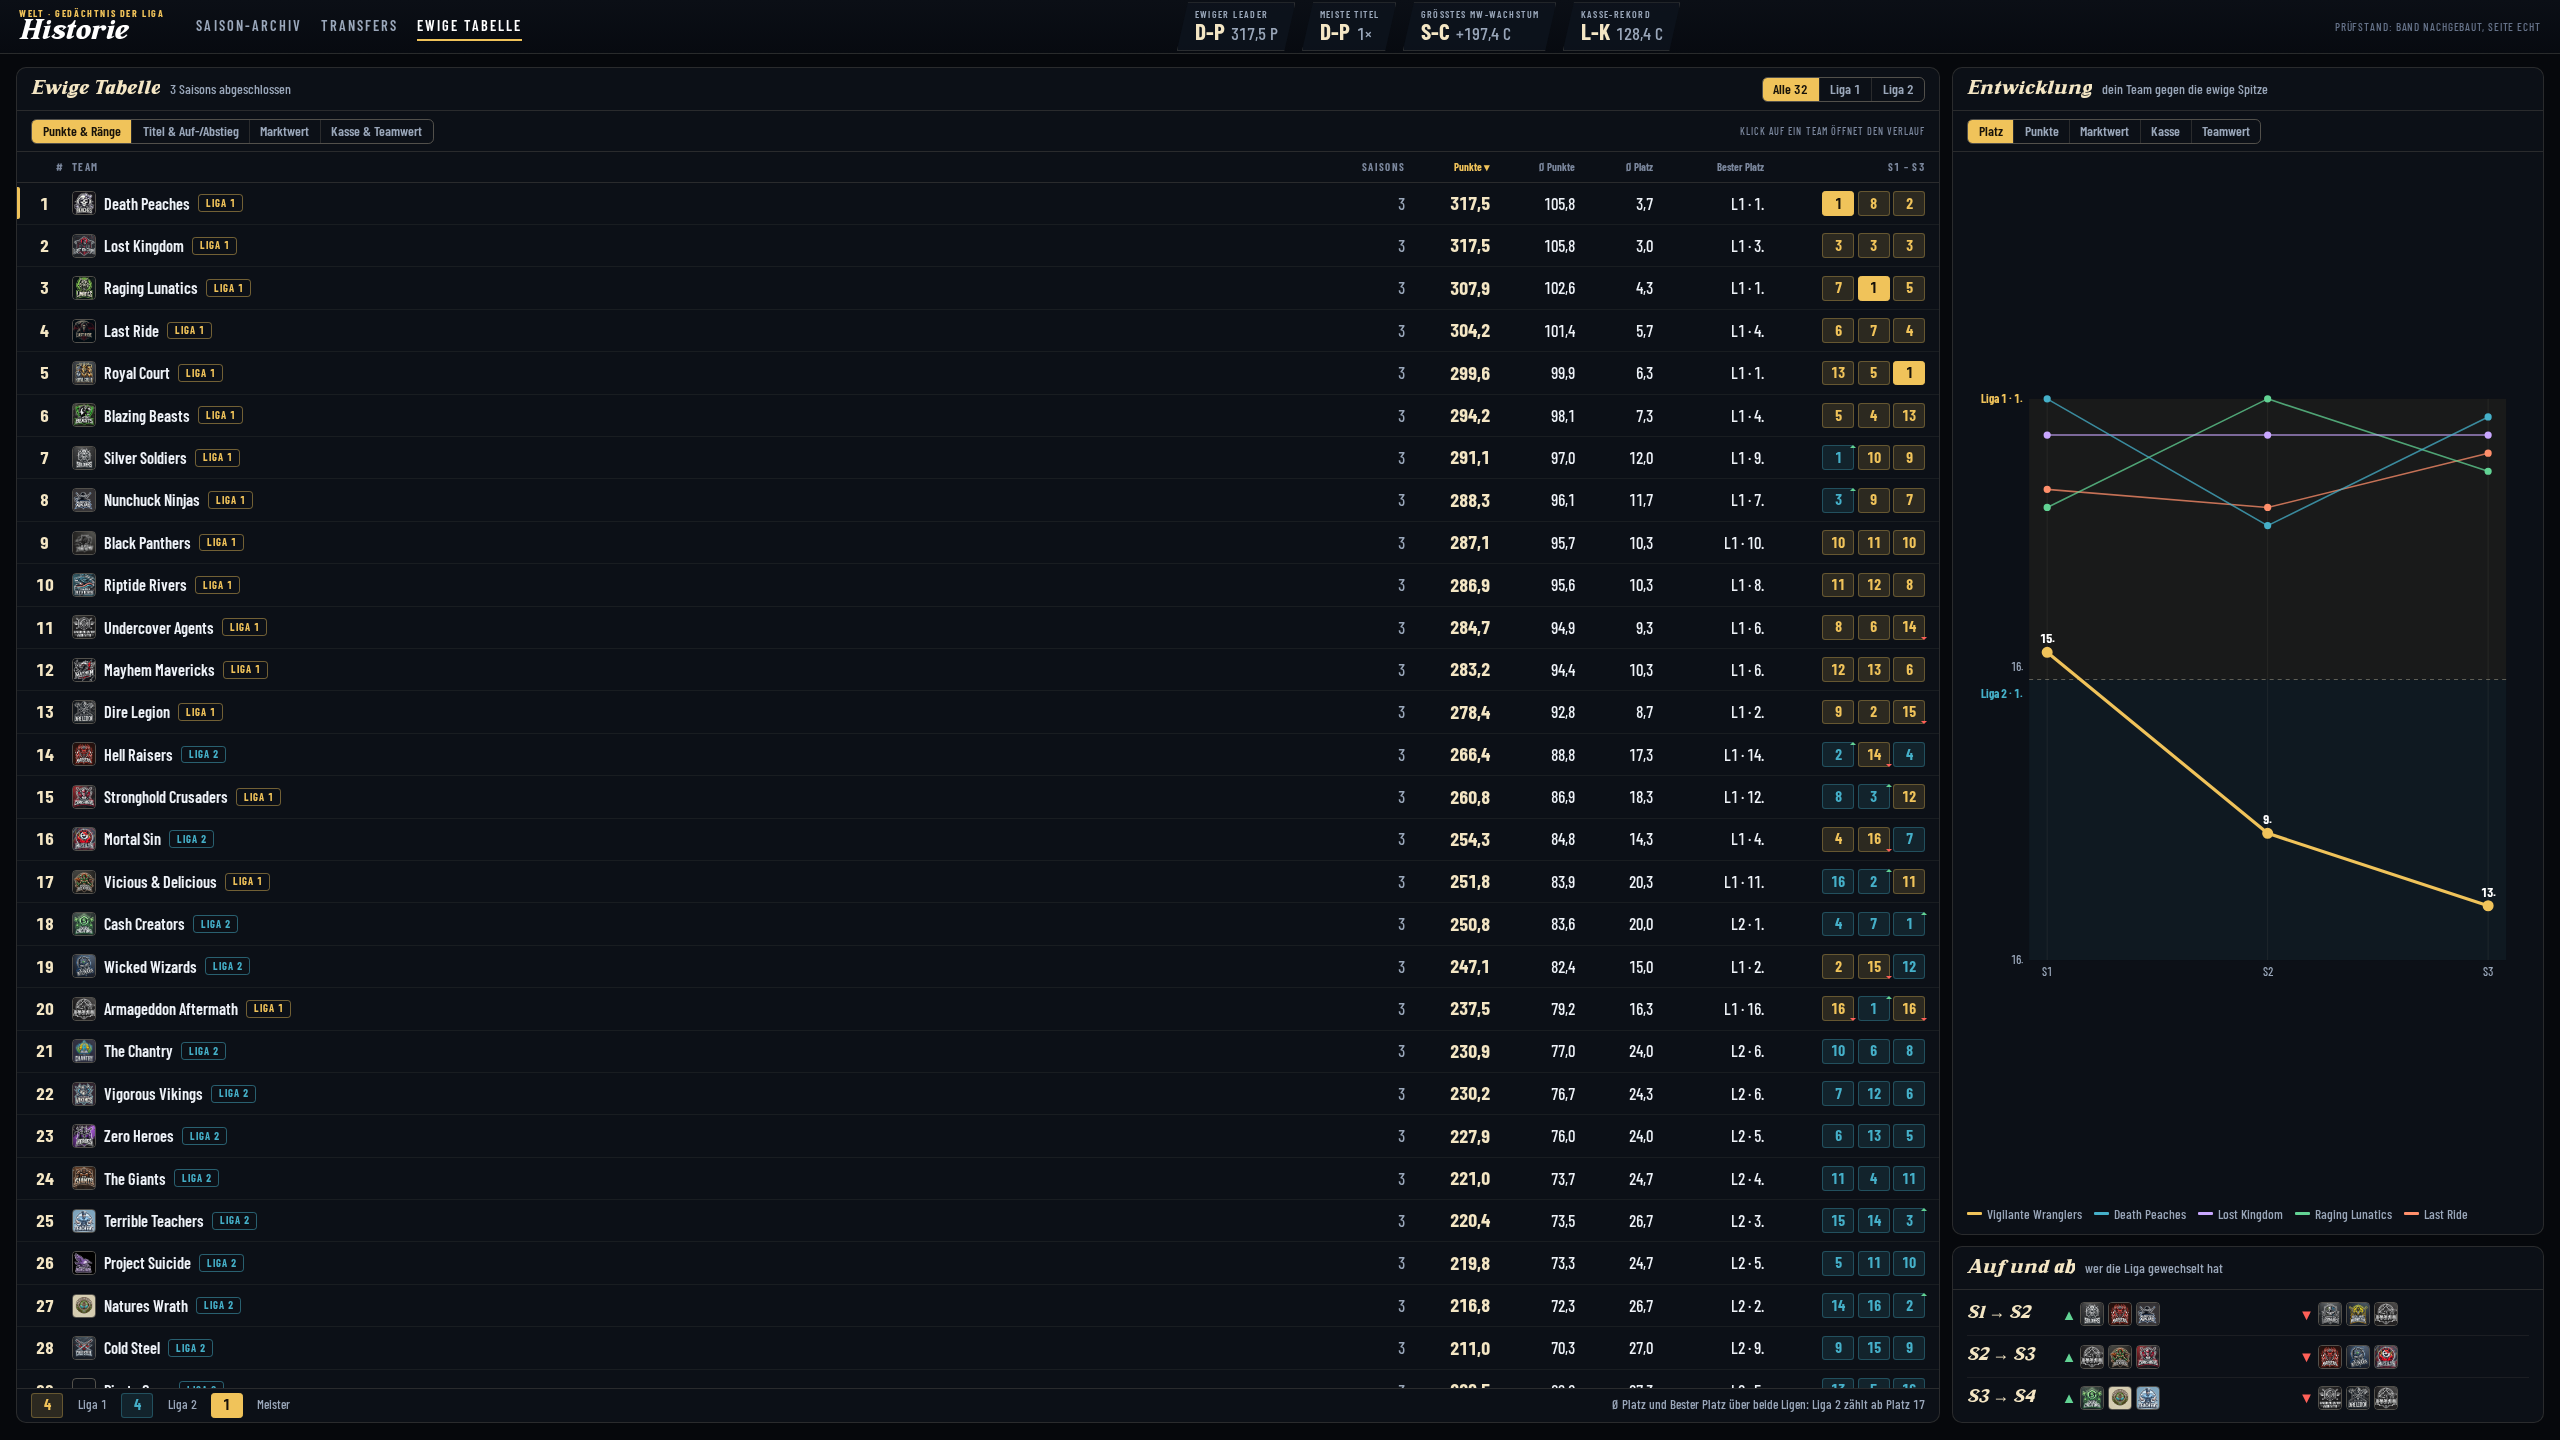 WELT · GEDÄCHTNIS DER LIGA
Historie
SAISON-ARCHIV TRANSFERS EWIGE TABELLE
EWIGER LEADER
D-P 317,5 P
MEISTE TITEL
D-P 1×
GRÖSSTES MW-WACHSTUM
S-C +197,4 C
KASSE-REKORD
L-K 128,4 C
PRÜFSTAND: BAND NACHGEBAUT, SEITE ECHT
Ewige Tabelle 3 Saisons abgeschlossen
Alle 32 Liga 1 Liga 2
Punkte & Ränge Titel & Auf-/Abstieg Marktwert Kasse & Teamwert
KLICK AUF EIN TEAM ÖFFNET DEN VERLAUF
# TEAM SAISONS Punkte ▾ Ø Punkte Ø Platz Bester Platz S1 – S3
1 Death Peaches LIGA 1 3 317,5 105,8 3,7 L1 · 1. 1 8 2
2 Lost Kingdom LIGA 1 3 317,5 105,8 3,0 L1 · 3. 3 3 3
3 Raging Lunatics LIGA 1 3 307,9 102,6 4,3 L1 · 1. 7 1 5
4 Last Ride LIGA 1 3 304,2 101,4 5,7 L1 · 4. 6 7 4
5 Royal Court LIGA 1 3 299,6 99,9 6,3 L1 · 1. 13 5 1
6 Blazing Beasts LIGA 1 3 294,2 98,1 7,3 L1 · 4. 5 4 13
7 Silver Soldiers LIGA 1 3 291,1 97,0 12,0 L1 · 9. 1 10 9
8 Nunchuck Ninjas LIGA 1 3 288,3 96,1 11,7 L1 · 7. 3 9 7
9 Black Panthers LIGA 1 3 287,1 95,7 10,3 L1 · 10. 10 11 10
10 Riptide Rivers LIGA 1 3 286,9 95,6 10,3 L1 · 8. 11 12 8
11 Undercover Agents LIGA 1 3 284,7 94,9 9,3 L1 · 6. 8 6 14
12 Mayhem Mavericks LIGA 1 3 283,2 94,4 10,3 L1 · 6. 12 13 6
13 Dire Legion LIGA 1 3 278,4 92,8 8,7 L1 · 2. 9 2 15
14 Hell Raisers LIGA 2 3 266,4 88,8 17,3 L1 · 14. 2 14 4
15 Stronghold Crusaders LIGA 1 3 260,8 86,9 18,3 L1 · 12. 8 3 12
16 Mortal Sin LIGA 2 3 254,3 84,8 14,3 L1 · 4. 4 16 7
17 Vicious & Delicious LIGA 1 3 251,8 83,9 20,3 L1 · 11. 16 2 11
18 Cash Creators LIGA 2 3 250,8 83,6 20,0 L2 · 1. 4 7 1
19 Wicked Wizards LIGA 2 3 247,1 82,4 15,0 L1 · 2. 2 15 12
20 Armageddon Aftermath LIGA 1 3 237,5 79,2 16,3 L1 · 16. 16 1 16
21 The Chantry LIGA 2 3 230,9 77,0 24,0 L2 · 6. 10 6 8
22 Vigorous Vikings LIGA 2 3 230,2 76,7 24,3 L2 · 6. 7 12 6
23 Zero Heroes LIGA 2 3 227,9 76,0 24,0 L2 · 5. 6 13 5
24 The Giants LIGA 2 3 221,0 73,7 24,7 L2 · 4. 11 4 11
25 Terrible Teachers LIGA 2 3 220,4 73,5 26,7 L2 · 3. 15 14 3
26 Project Suicide LIGA 2 3 219,8 73,3 24,7 L2 · 5. 5 11 10
27 Natures Wrath LIGA 2 3 216,8 72,3 26,7 L2 · 2. 14 16 2
28 Cold Steel LIGA 2 3 211,0 70,3 27,0 L2 · 9. 9 15 9
4 Liga 1 4 Liga 2 1 Meister
Ø Platz und Bester Platz über beide Ligen: Liga 2 zählt ab Platz 17
Entwicklung dein Team gegen die ewige Spitze
Platz Punkte Marktwert Kasse Teamwert
Liga 1 · 1.
15.
16.
Liga 2 · 1.
9.
13.
16.
S1 S2 S3
Vigilante Wranglers Death Peaches Lost Kingdom Raging Lunatics Last Ride
Auf und ab wer die Liga gewechselt hat
S1 → S2 ▲ ▼
S2 → S3 ▲ ▼
S3 → S4 ▲ ▼